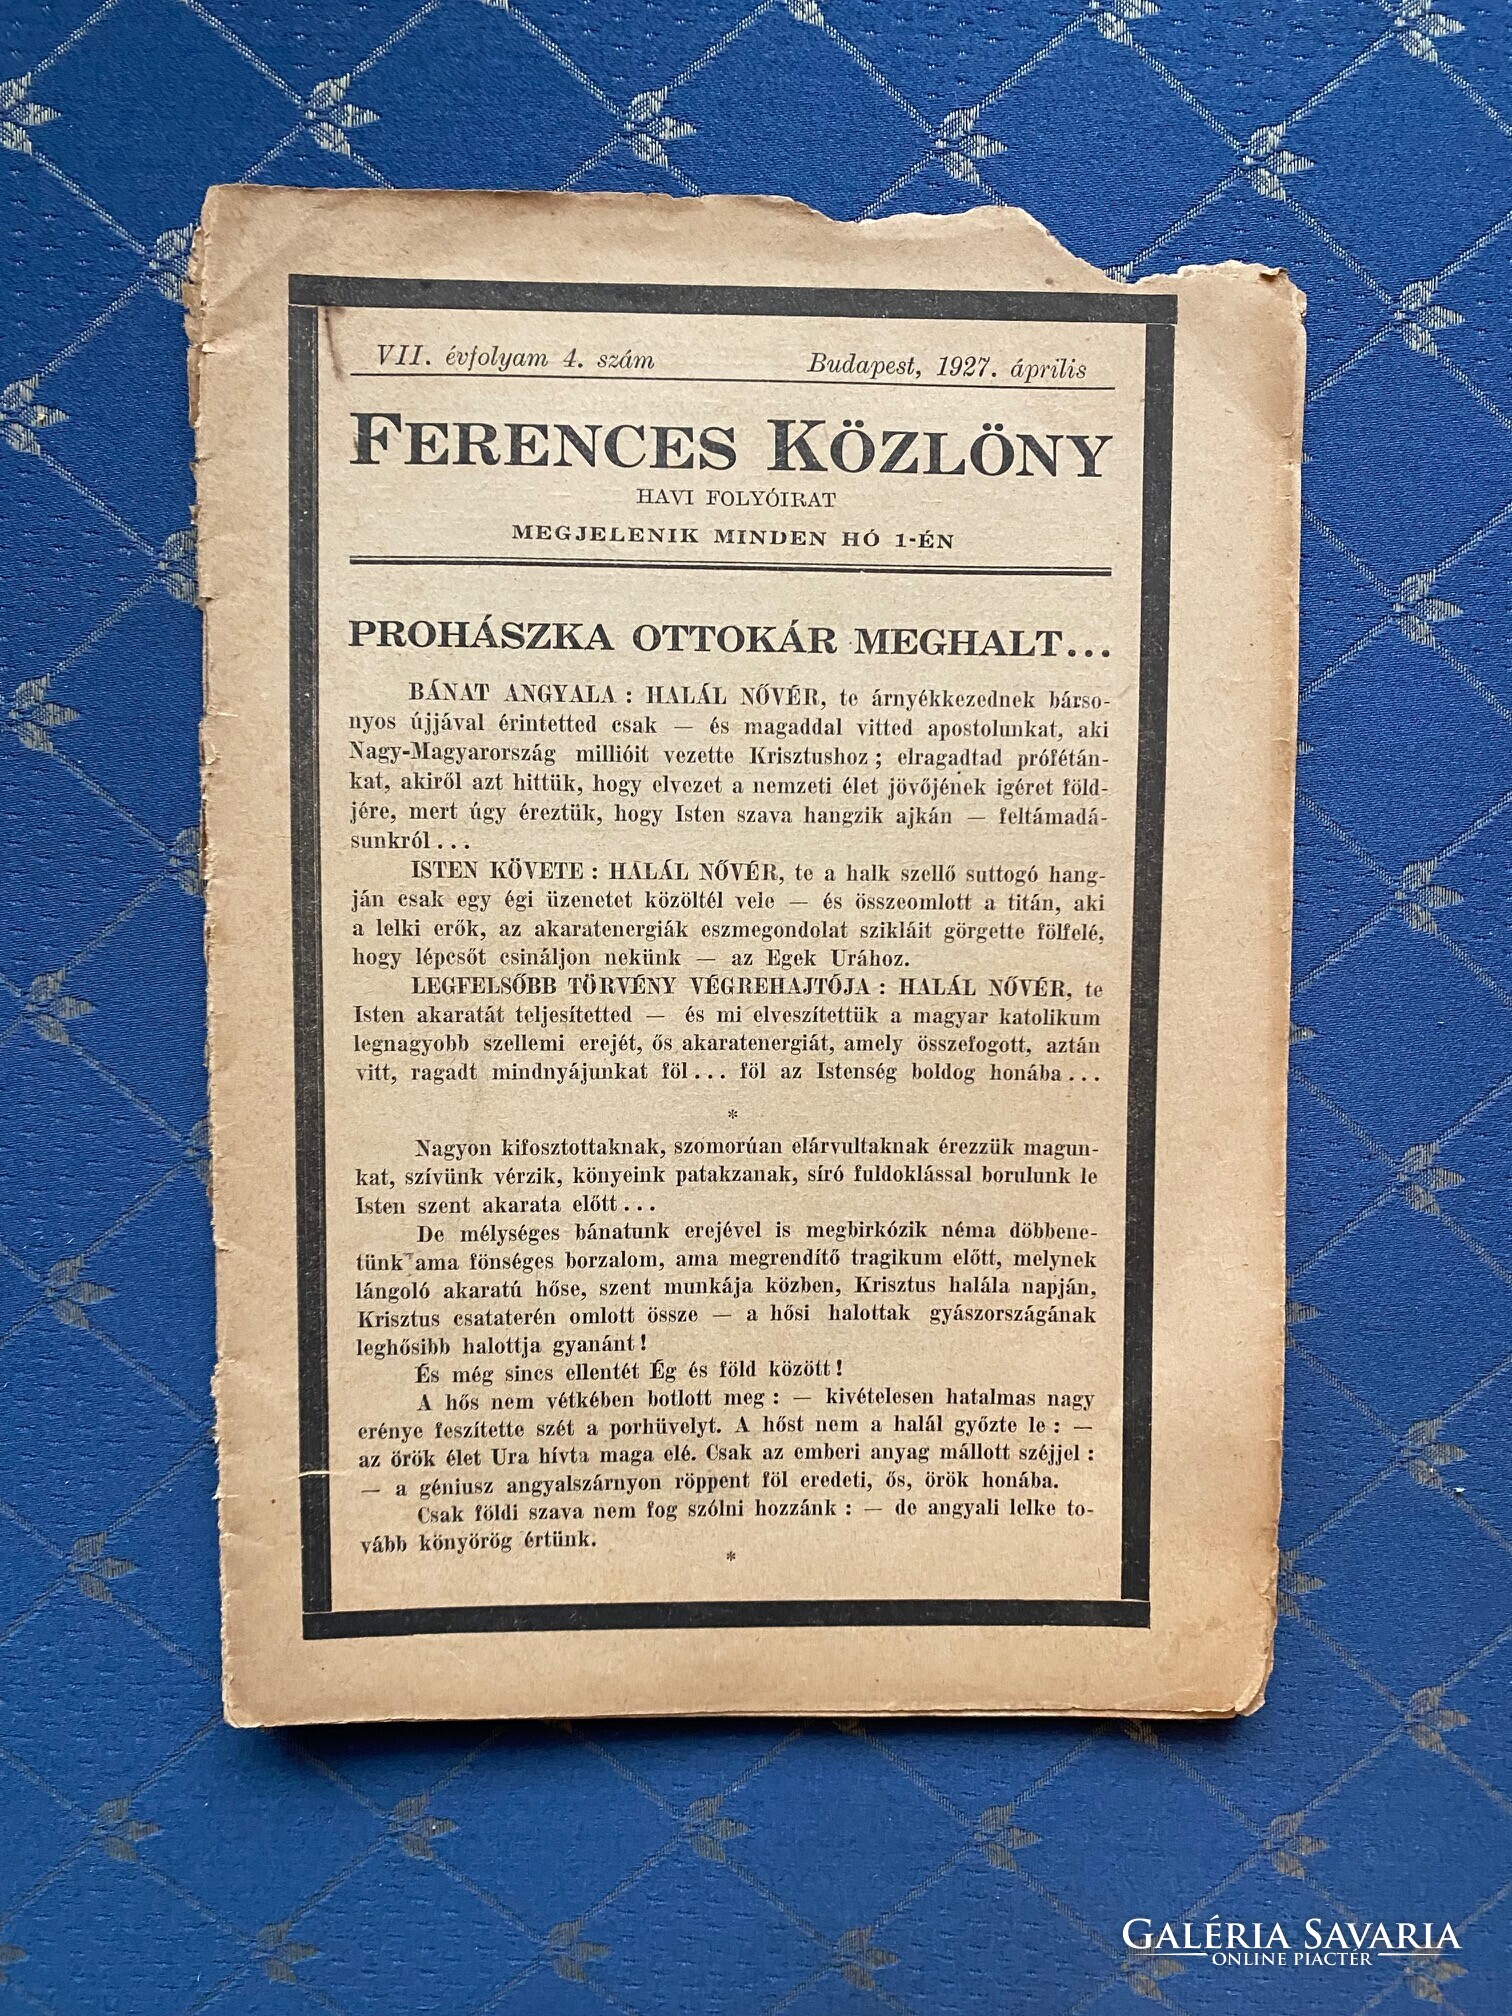 VII. évfolyam 4. szám
Budapest, 1927. április
FERENCES KÖZLÖNY
HAVI FOLYÓIRAT
MEGJELENIK MINDEN HÓ 1-ÉN
PROHÁSZKA OTTOKÁR MEGHALT...
BÁNAT ANGYALA : HALÁL NŐVÉR, te árnyékkezednek bárso-
nyos újjával érintetted csak — és magaddal vitted apostolunkat, aki
Nagy-Magyarország millióit vezette Krisztushoz ; elragadtad prófétán-
kat, akiről azt hittük, hogy elvezet a nemzeti élet jövőjének igéret föld-
jére, mert úgy éreztük, hogy Isten szava hangzik ajkán — feltámadá-
sunkról...
ISTEN KÖVETE : HALÁL NŐVÉR, te a halk szellő suttogó hang-
ján csak egy égi üzenetet közöltél vele — és összeomlott a titán, aki
a lelki erők, az akaratenergiák eszmegondolat szikláit görgette fölfelé,
hogy lépcsőt csináljon nekünk — az Egek Urához.
LEGFELSŐBB TÖRVÉNY VÉGREHAJTÓJA : HALÁL NŐVÉR, te
Isten akaratát teljesítetted — és mi elveszítettük a magyar katolikum
legnagyobb szellemi erejét, ős akaratenergiát, amely összefogott, aztán
vitt, ragadt mindnyájunkat föl... föl az Istenség boldog honába...
*
Nagyon kifosztottaknak, szomorúan elárvultaknak érezzük magun-
kat, szívünk vérzik, könyeink patakzanak, síró fuldoklással borulunk le
Isten szent akarata előtt...
De mélységes bánatunk erejével is megbirkózik néma döbbene-
tünk ama fönséges borzalom, ama megrendítő tragikum előtt, melynek
lángoló akaratú hőse, szent munkája közben, Krisztus halála napján,
Krisztus csataterén omlott össze — a hősi halottak gyászországának
leghősibb halottja gyanánt !
És még sincs ellentét Ég és föld között !
A hős nem vétkében botlott meg : — kivételesen hatalmas nagy
erénye feszítette szét a porhüvelyt. A hőst nem a halál győzte le : —
az örök élet Ura hívta maga elé. Csak az emberi anyag mállott széjjel :
— a géniusz angyalszárnyon röppent föl eredeti, ős, örök honába.
Csak földi szava nem fog szólni hozzánk : — de angyali lelke to-
vább könyörög értünk.
*
GALÉRIA SAVARIA
ONLINE PIACTÉR